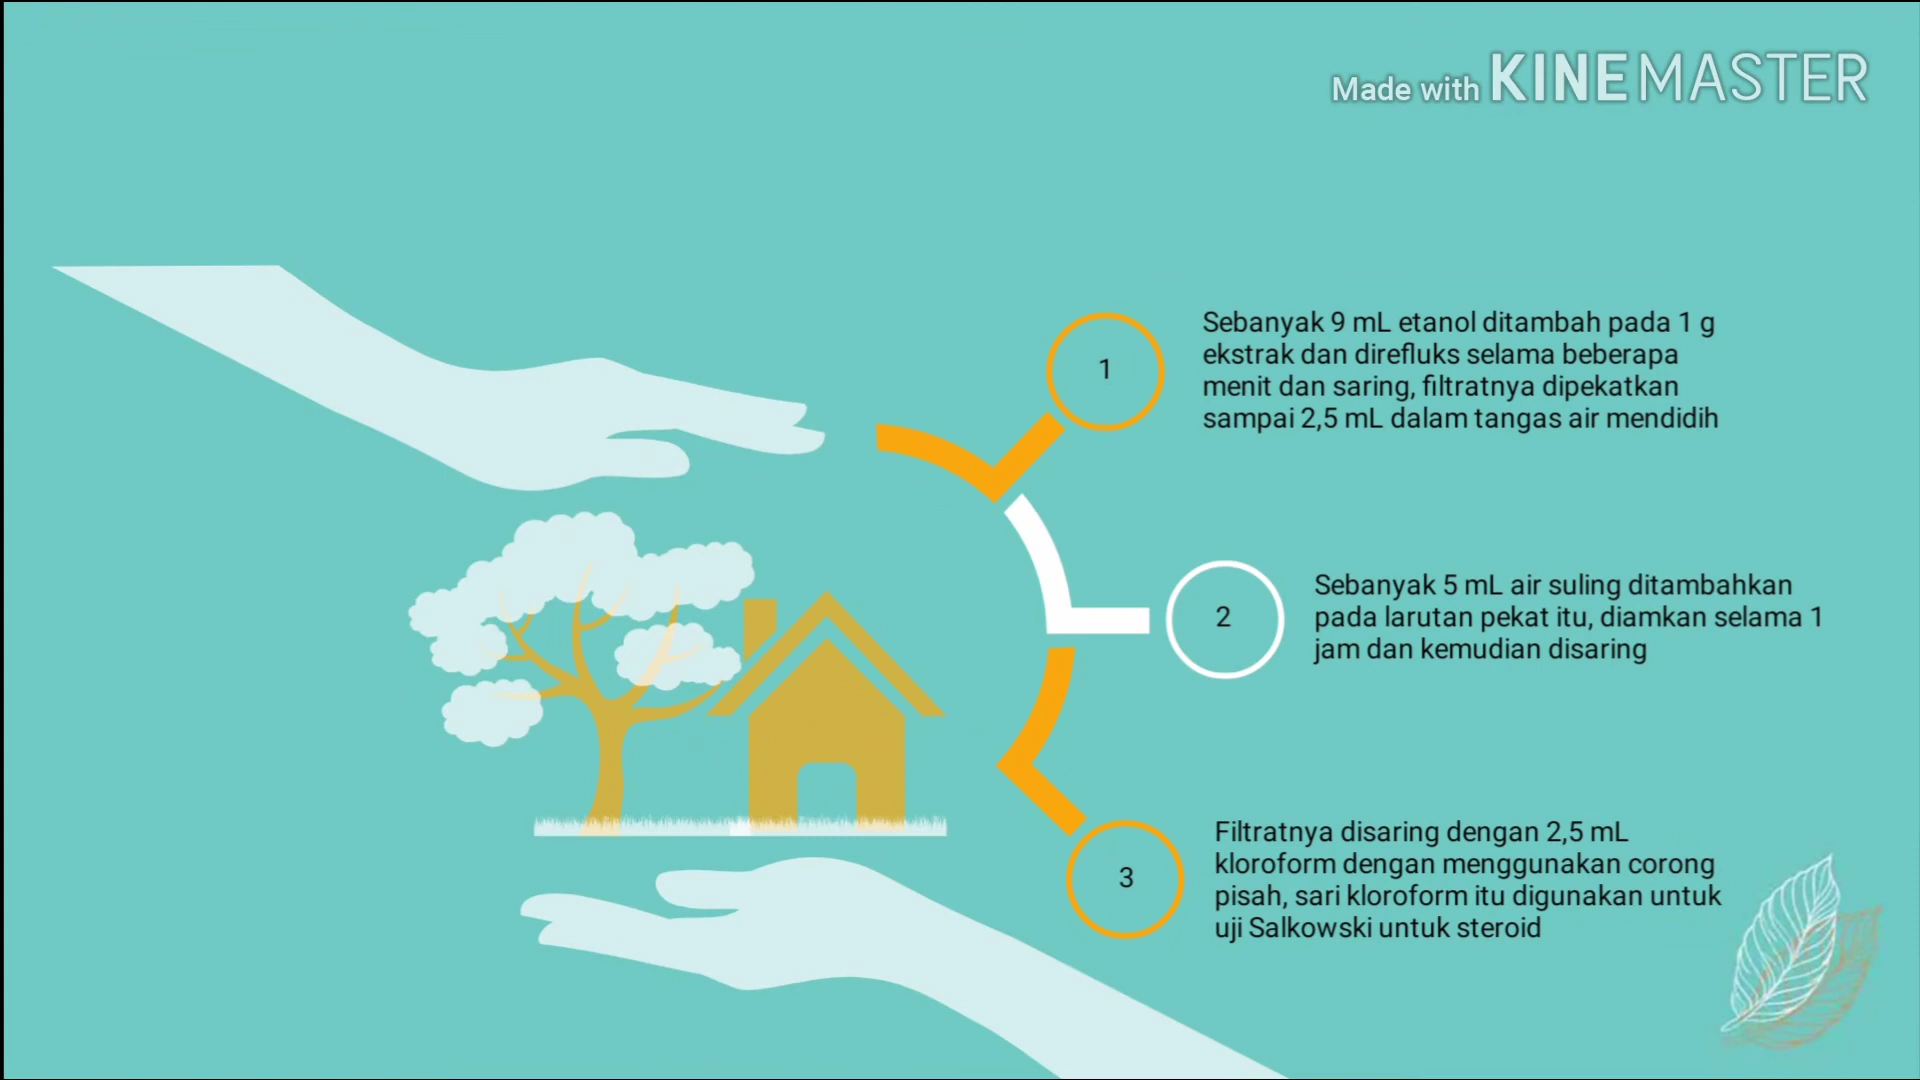 Made with KINEMASTER
1
Sebanyak 9 mL etanol ditambah pada 1 g
ekstrak dan direfluks selama beberapa
menit dan saring, filtratnya dipekatkan
sampai 2,5 mL dalam tangas air mendidih
2
Sebanyak 5 mL air suling ditambahkan
pada larutan pekat itu, diamkan selama 1
jam dan kemudian disaring
3
Filtratnya disaring dengan 2,5 mL
kloroform dengan menggunakan corong
pisah, sari kloroform itu digunakan untuk
uji Salkowski untuk steroid